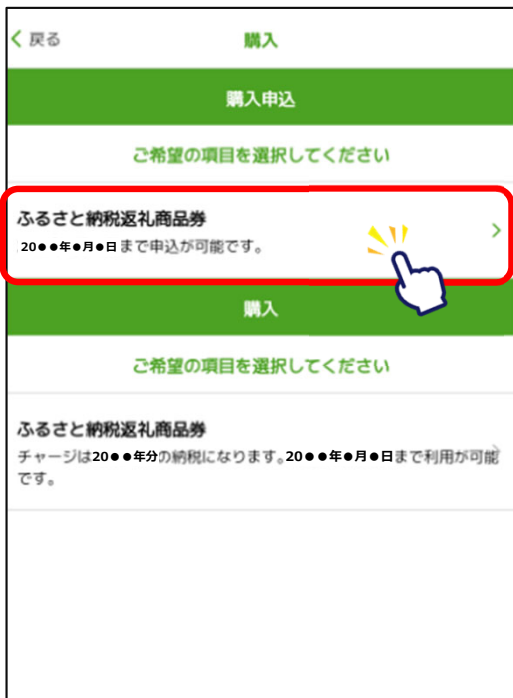 戻る 購入
購入申込
ご希望の項目を選択してください
ふるさと納税返礼商品券
20●●年●月●日まで申込が可能です。
購入
ご希望の項目を選択してください
ふるさと納税返礼商品券
チャージは20●●年分の納税になります。20●●年●月●日まで利用が可能
です。